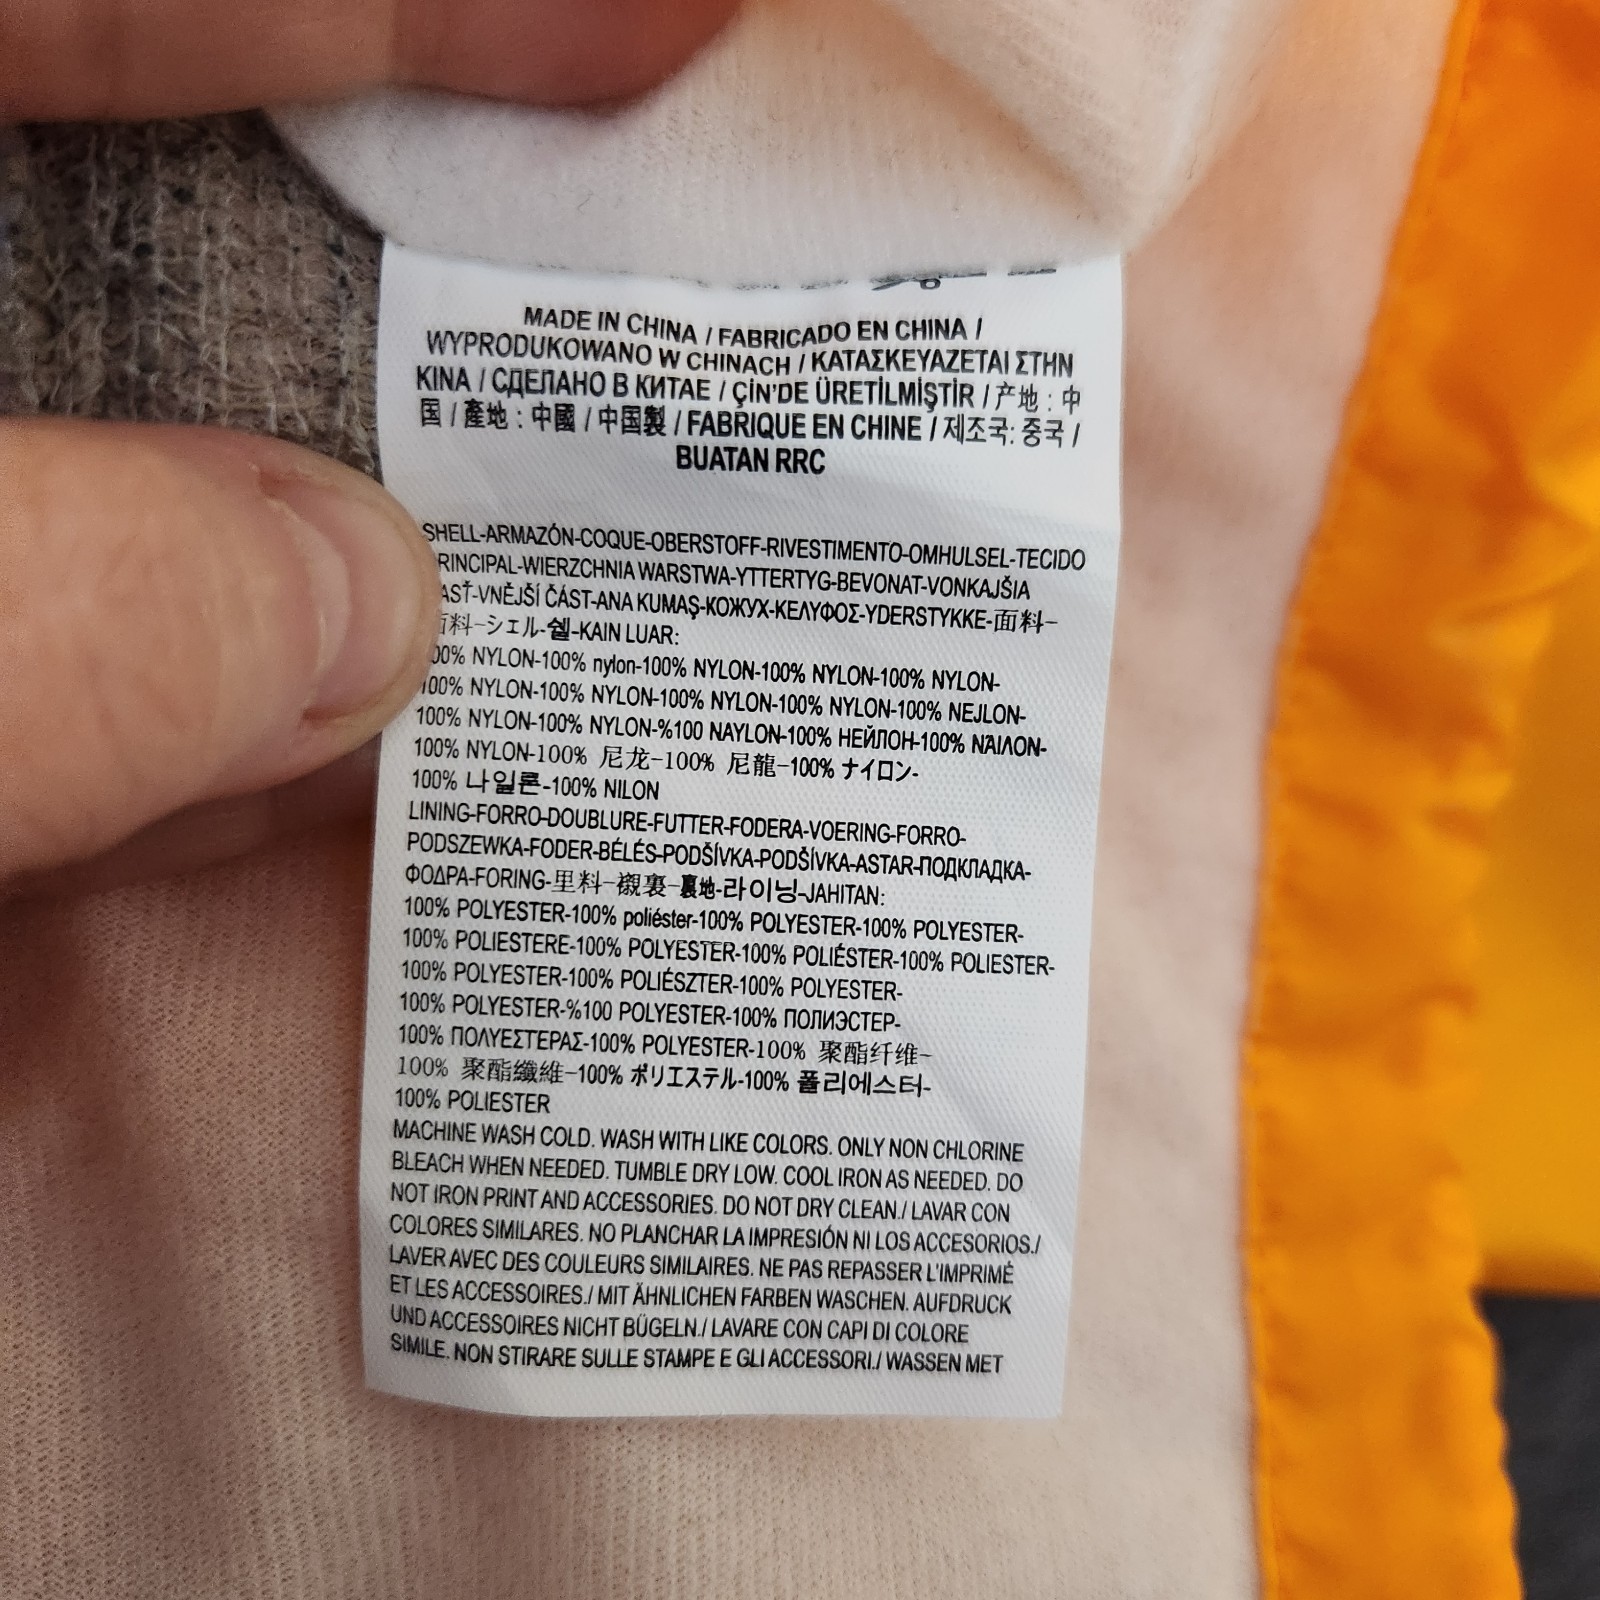 MADE IN CHINA / FABRICADO EN CHINA /
WYPRODUKOWANO W CHINACH / ΚΑΤΑΣΚΕΥΑΖΕΤΑΙ ΣΤΗΝ
ΚΙΝΑ / СДЕЛАНО В КИТАЕ / ÇİN'DE ÜRETİLMİŞTİR / 产地 : 中
国 / 產地 : 中國 / 中国製 / FABRIQUE EN CHINE / 제조국: 중국 /
BUATAN RRC
SHELL-ARMAZÓN-COQUE-OBERSTOFF-RIVESTIMENTO-OMHULSEL-TECIDO
RINCIPAL-WIERZCHNIA WARSTWA-YTTERTYG-BEVONAT-VONKAJŠIA
ASŤ-VNĚJŠÍ ČÁST-ANA KUMAŞ-КОЖУХ-ΚΕΛΥΦΟΣ-YDERSTYKKE-面料-
面料-シェル-쉘-KAIN LUAR:
00% NYLON-100% nylon-100% NYLON-100% NYLON-100% NYLON-
100% NYLON-100% NYLON-100% NYLON-100% NYLON-100% NEJLON-
100% NYLON-100% NYLON-%100 NAYLON-100% НЕЙЛОН-100% ΝΑΪΛΟΝ-
100% NYLON-100% 尼龙-100% 尼龍-100% ナイロン-
100% 나일론-100% NILON
LINING-FORRO-DOUBLURE-FUTTER-FODERA-VOERING-FORRO-
PODSZEWKA-FODER-BÉLÉS-PODŠÍVKA-PODŠÍVKA-ASTAR-ПОДКЛАДКА-
ΦΟΔΡΑ-FORING-里料-襯裏-裏地-라이닝-JAHITAN:
100% POLYESTER-100% poliéster-100% POLYESTER-100% POLYESTER-
100% POLIESTERE-100% POLYESTER-100% POLIÉSTER-100% POLIESTER-
100% POLYESTER-100% POLIÉSZTER-100% POLYESTER-
100% POLYESTER-%100 POLYESTER-100% ПОЛИЭСТЕР-
100% ΠΟΛΥΕΣΤΕΡΑΣ-100% POLYESTER-100% 聚酯纤维-
100% 聚酯纖維-100% ポリエステル-100% 폴리에스터-
100% POLIESTER
MACHINE WASH COLD. WASH WITH LIKE COLORS. ONLY NON CHLORINE
BLEACH WHEN NEEDED. TUMBLE DRY LOW. COOL IRON AS NEEDED. DO
NOT IRON PRINT AND ACCESSORIES. DO NOT DRY CLEAN./ LAVAR CON
COLORES SIMILARES. NO PLANCHAR LA IMPRESIÓN NI LOS ACCESORIOS./
LAVER AVEC DES COULEURS SIMILAIRES. NE PAS REPASSER L'IMPRIMÉ
ET LES ACCESSOIRES./ MIT ÄHNLICHEN FARBEN WASCHEN. AUFDRUCK
UND ACCESSOIRES NICHT BÜGELN./ LAVARE CON CAPI DI COLORE
SIMILE. NON STIRARE SULLE STAMPE E GLI ACCESSORI./ WASSEN MET